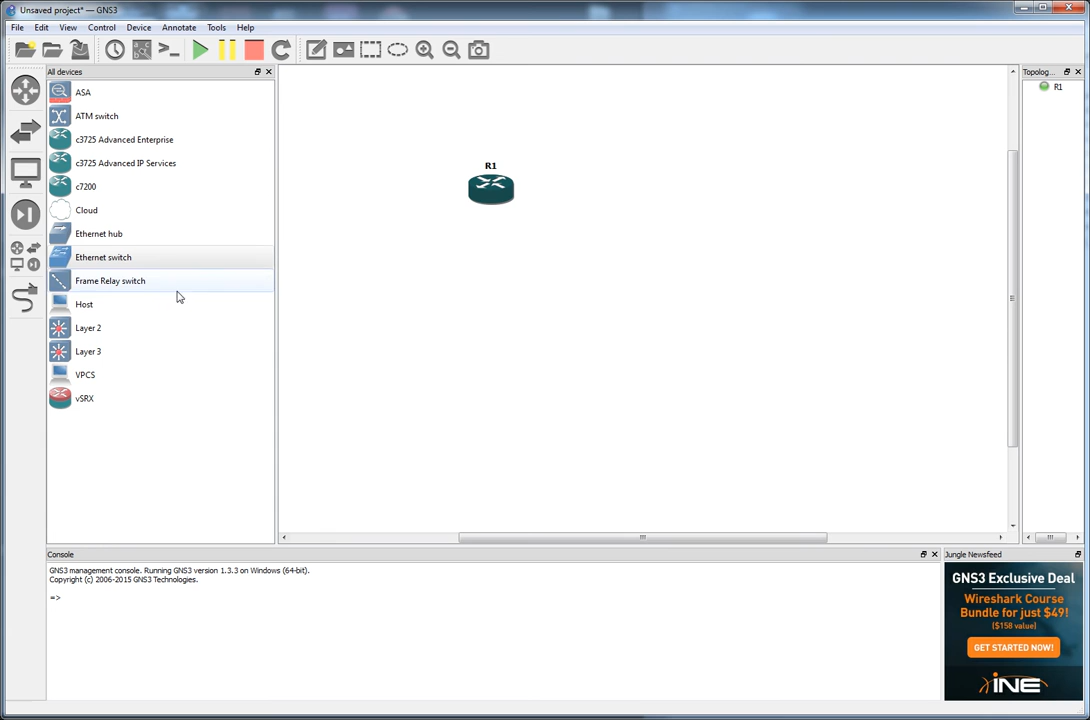 Unsaved project* — GNS3
File Edit View Control Device Annotate Tools Help
All devices
ASA
ATM switch
c3725 Advanced Enterprise
c3725 Advanced IP Services
c7200
Cloud
Ethernet hub
Ethernet switch
Frame Relay switch
Host
Layer 2
Layer 3
VPCS
vSRX
R1
Topolog...
R1
Console
GNS3 management console. Running GNS3 version 1.3.3 on Windows (64-bit).
Copyright (c) 2006-2015 GNS3 Technologies.
=>
Jungle Newsfeed
GNS3 Exclusive Deal
Wireshark Course
Bundle for just $49!
($158 value)
GET STARTED NOW!
INE